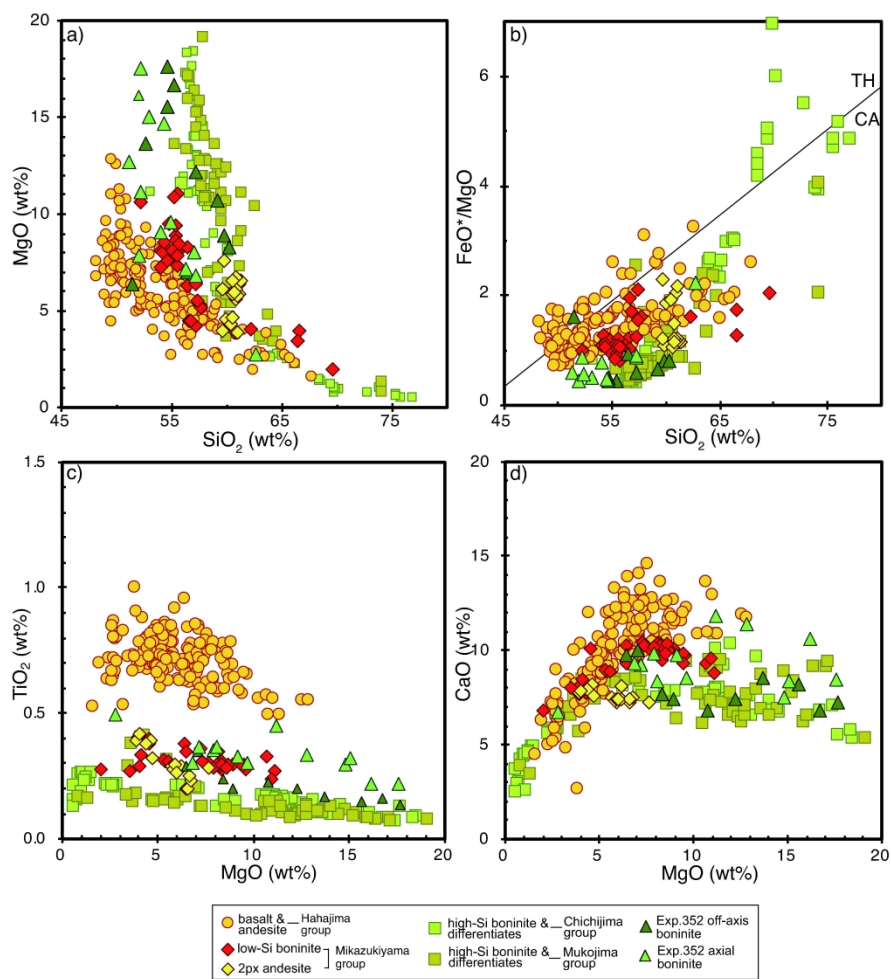 a)
20
15
10
5
0
MgO (wt%)
45 55 65 75
SiO2 (wt%)
b)
6
4
2
0
FeO*/MgO
TH
CA
45 55 65 75
SiO2 (wt%)
c)
1.5
1.0
0.5
0.0
TiO2 (wt%)
0 5 10 15 20
MgO (wt%)
d)
20
15
10
5
0
CaO (wt%)
0 5 10 15 20
MgO (wt%)
basalt & andesite — Hahajima group
low-Si boninite
2px andesite
Mikazukiyama group
high-Si boninite & differentiates — Chichijima group
high-Si boninite & differentiates — Mukojima group
Exp.352 off-axis boninite
Exp.352 axial boninite